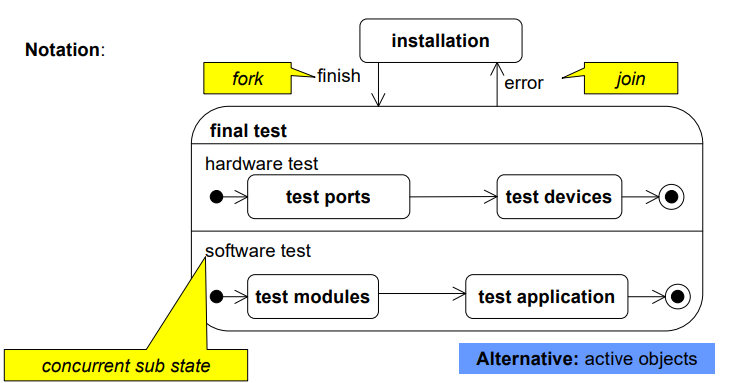 installation
Notation:
fork
finish
error
join
final test
hardware test
test ports
test devices
software test
test modules
test application
concurrent sub state
Alternative: active objects